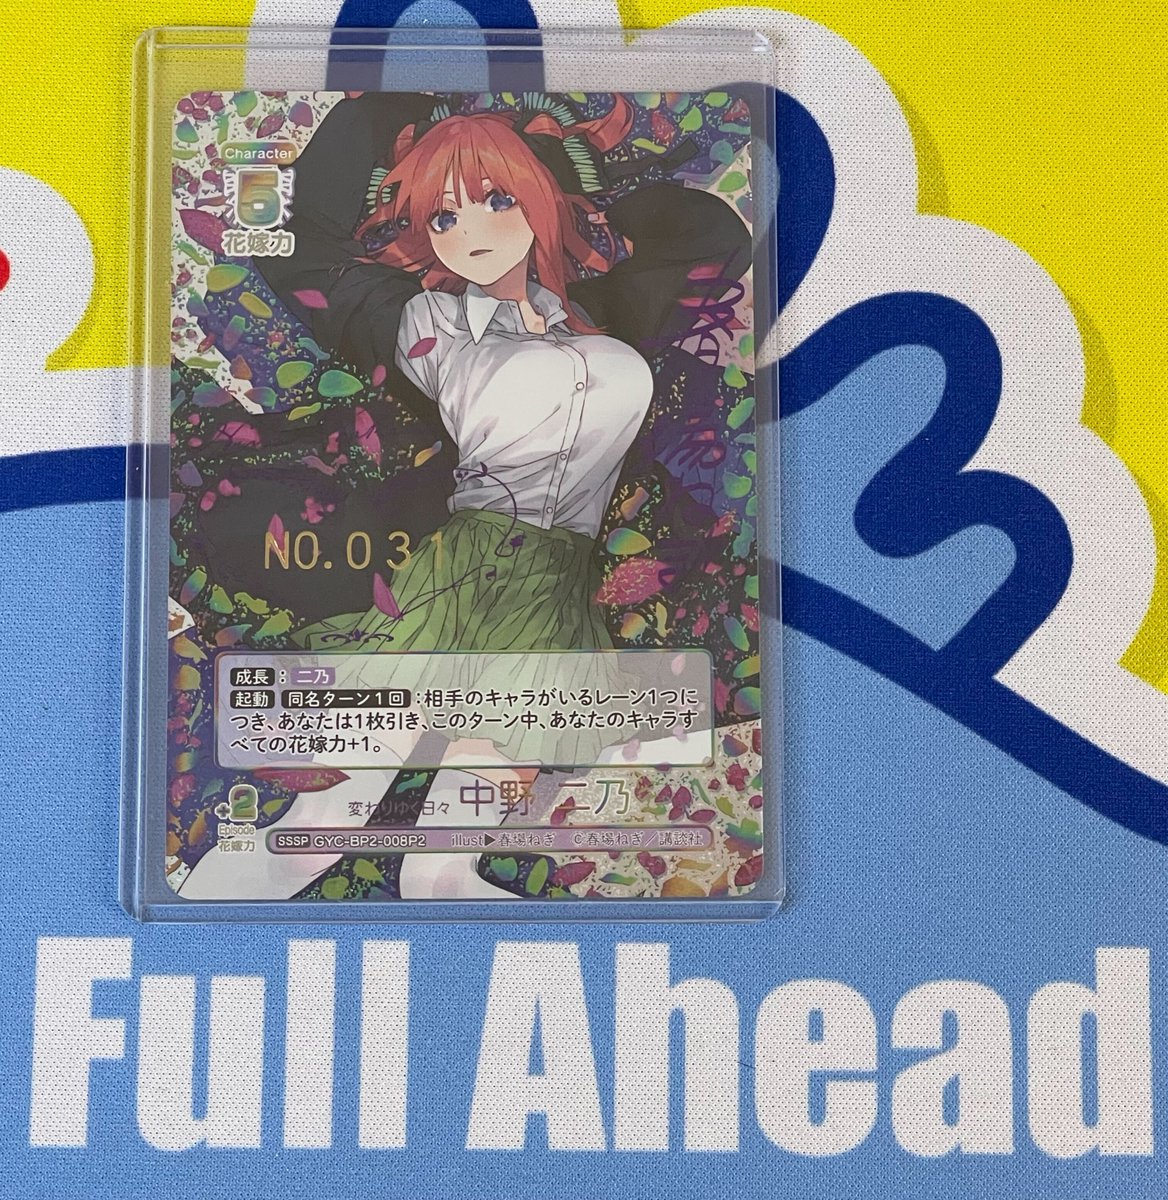 Character
5
花嫁力
NO.031
成長:二乃
起動 同名ターン1回:相手のキャラがいるレーン1つに
つき、あなたは1枚引き、このターン中、あなたのキャラす
べての花嫁力+1。
変わりゆく日々 中野 二乃
+2
Episode
花嫁力
SSSP GYC-BP2-008P2 illust▶春場ねぎ ©春場ねぎ/講談社
Full Ahead